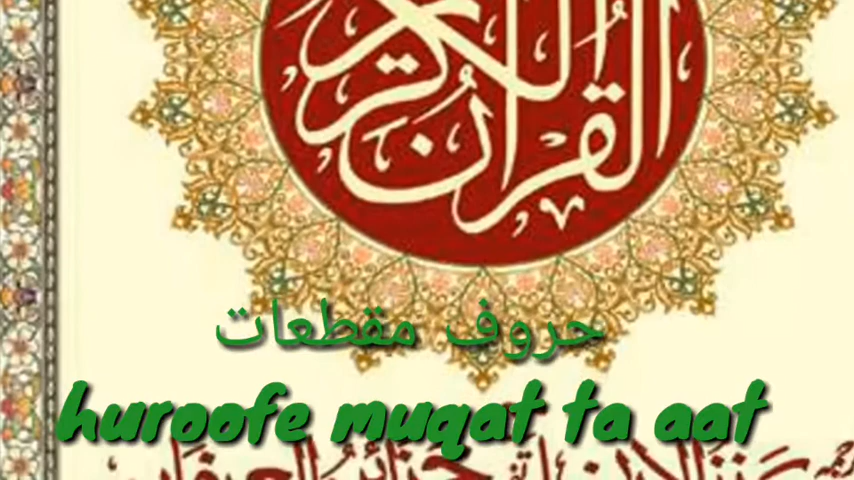 القرآن الكريم
حروف مقطعات
huroofe muqat ta aat